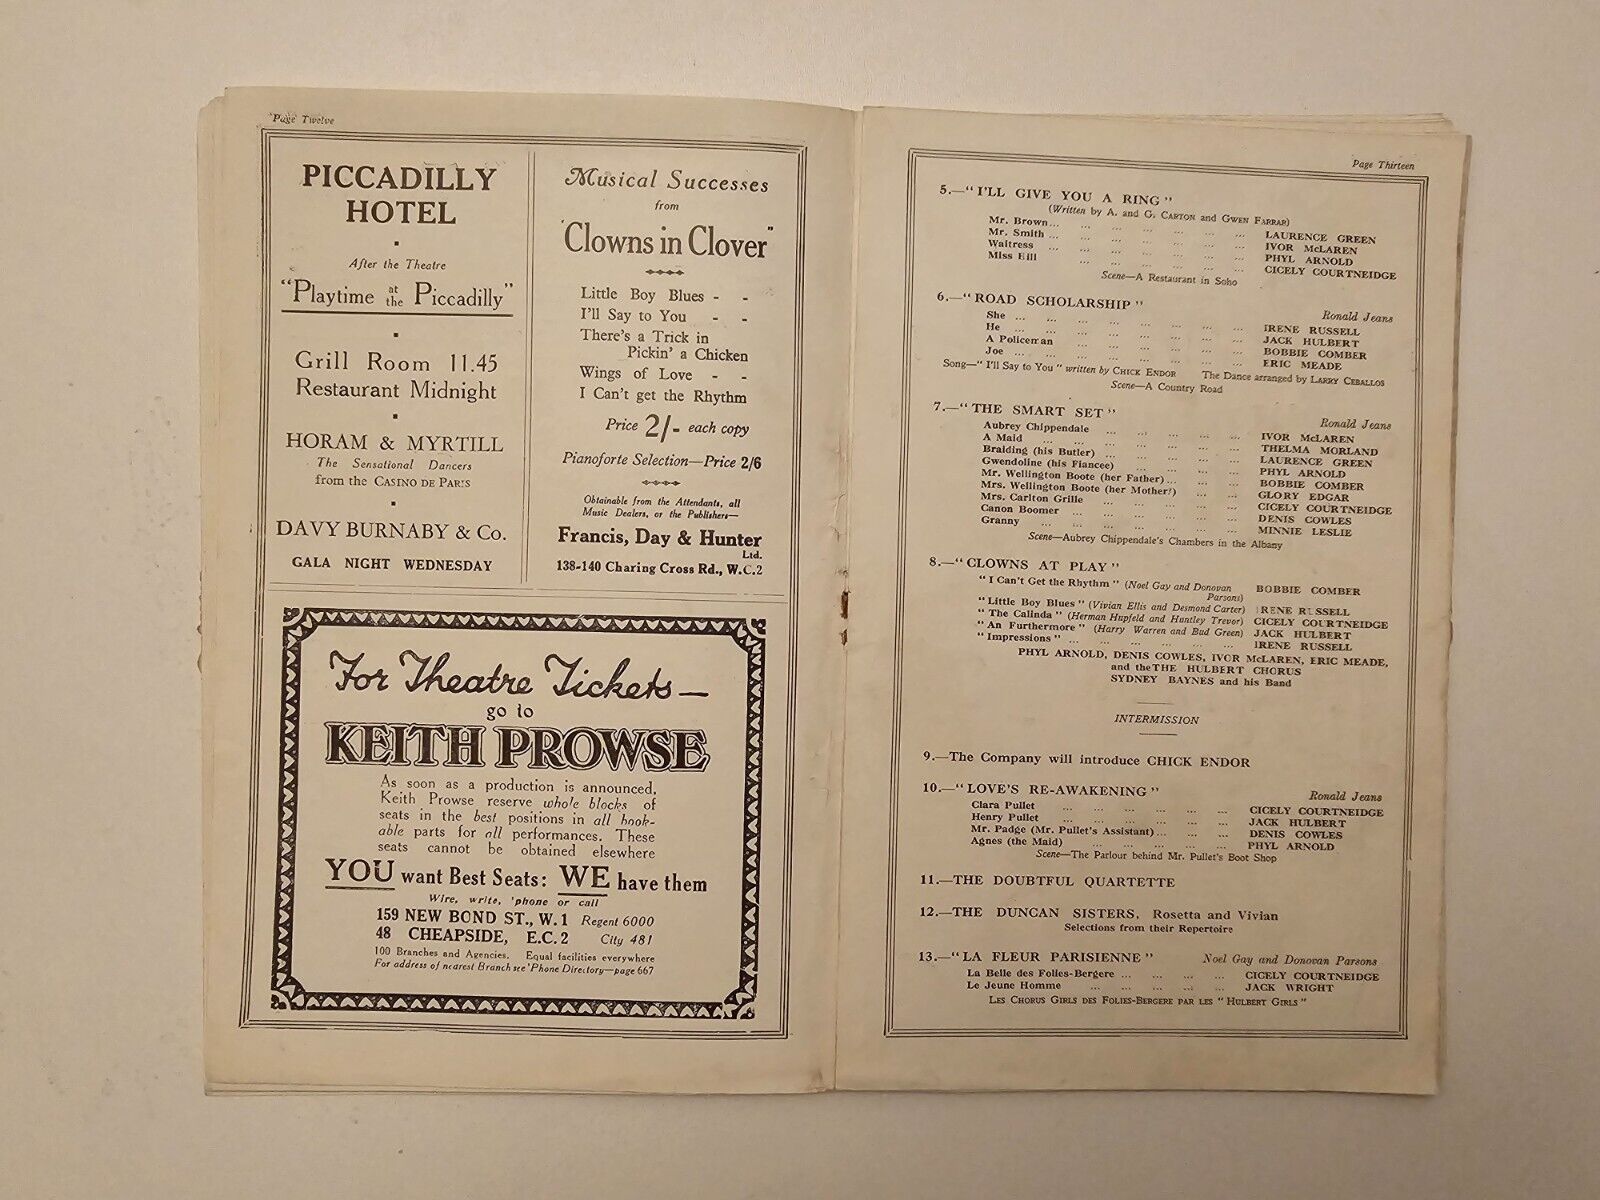 Page Twelve
PICCADILLY
HOTEL
After the Theatre
"Playtime at the Piccadilly"
Grill Room 11.45
Restaurant Midnight
HORAM & MYRTILL
The Sensational Dancers
from the CASINO DE PARIS
DAVY BURNABY & Co.
GALA NIGHT WEDNESDAY
Musical Successes
from
"Clowns in Clover"
Little Boy Blues - -
I'll Say to You - -
There's a Trick in
Pickin' a Chicken
Wings of Love - -
I Can't get the Rhythm
Price 2/- each copy
Pianoforte Selection—Price 2/6
Obtainable from the Attendants, all
Music Dealers, or the Publishers—
Francis, Day & Hunter
Ltd.
138-140 Charing Cross Rd., W.C.2
For Theatre Tickets—
go to
KEITH PROWSE
As soon as a production is announced,
Keith Prowse reserve whole blocks of
seats in the best positions in all book-
able parts for all performances. These
seats cannot be obtained elsewhere
YOU want Best Seats: WE have them
Wire, write, 'phone or call
159 NEW BOND ST., W.1 Regent 6000
48 CHEAPSIDE, E.C.2 City 481
100 Branches and Agencies. Equal facilities everywhere
For address of nearest Branch see 'Phone Directory—page 667
Page Thirteen
5.—"I'LL GIVE YOU A RING"
(Written by A. and G. CARTON and GWEN FARRAR)
Mr. Brown ... LAURENCE GREEN
Mr. Smith ... IVOR McLAREN
Waitress ... PHYL ARNOLD
Miss Hill ... CICELY COURTNEIDGE
Scene—A Restaurant in Soho
6.—"ROAD SCHOLARSHIP" Ronald Jeans
She ... IRENE RUSSELL
He ... JACK HULBERT
A Policeman ... BOBBIE COMBER
Joe ... ERIC MEADE
Song—"I'll Say to You" written by CHICK ENDOR The Dance arranged by LARRY CEBALLOS
Scene—A Country Road
7.—"THE SMART SET" Ronald Jeans
Aubrey Chippendale ... IVOR McLAREN
A Maid ... THELMA MORLAND
Braiding (his Butler) ... LAURENCE GREEN
Gwendoline (his Fiancee) ... PHYL ARNOLD
Mr. Wellington Boote (her Father) ... BOBBIE COMBER
Mrs. Wellington Boote (her Mother?) ... GLORY EDGAR
Mrs. Carlton Grille ... CICELY COURTNEIDGE
Canon Boomer ... DENIS COWLES
Granny ... MINNIE LESLIE
Scene—Aubrey Chippendale's Chambers in the Albany
8.—"CLOWNS AT PLAY"
"I Can't Get the Rhythm" (Noel Gay and Donovan Parsons) BOBBIE COMBER
"Little Boy Blues" (Vivian Ellis and Desmond Carter) IRENE RUSSELL
"The Calinda" (Herman Hupfeld and Huntley Trevor) CICELY COURTNEIDGE
"An Furthermore" (Harry Warren and Bud Green) JACK HULBERT
"Impressions" ... IRENE RUSSELL
PHYL ARNOLD, DENIS COWLES, IVOR McLAREN, ERIC MEADE,
and the THE HULBERT CHORUS
SYDNEY BAYNES and his Band
INTERMISSION
9.—The Company will introduce CHICK ENDOR
10.—"LOVE'S RE-AWAKENING" Ronald Jeans
Clara Pullet ... CICELY COURTNEIDGE
Henry Pullet ... JACK HULBERT
Mr. Padge (Mr. Pullet's Assistant) ... DENIS COWLES
Agnes (the Maid) ... PHYL ARNOLD
Scene—The Parlour behind Mr. Pullet's Boot Shop
11.—THE DOUBTFUL QUARTETTE
12.—THE DUNCAN SISTERS, Rosetta and Vivian
Selections from their Repertoire
13.—"LA FLEUR PARISIENNE" Noel Gay and Donovan Parsons
La Belle des Folies-Bergere ... CICELY COURTNEIDGE
Le Jeune Homme ... JACK WRIGHT
LES CHORUS GIRLS DES FOLIES-BERGERE PAR LES "HULBERT GIRLS"